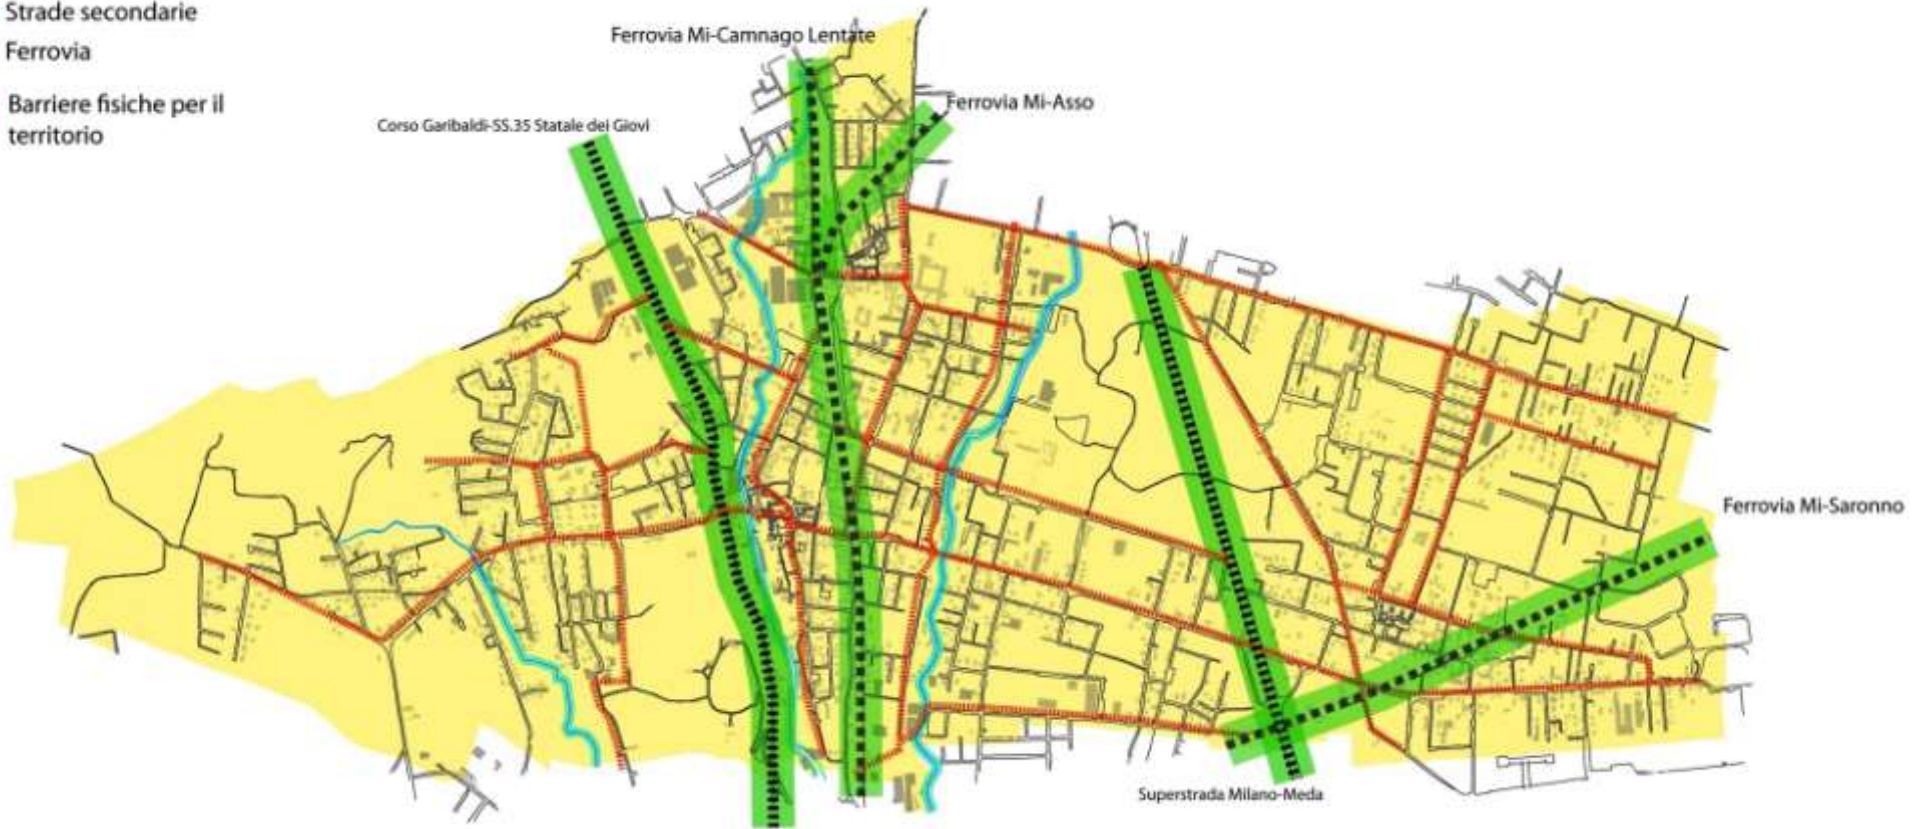 Strade secondarie
Ferrovia
Barriere fisiche per il
territorio
Ferrovia Mi-Camnago Lentate
Ferrovia Mi-Asso
Corso Garibaldi-SS.35 Statale dei Giovi
Ferrovia Mi-Saronno
Superstrada Milano-Meda